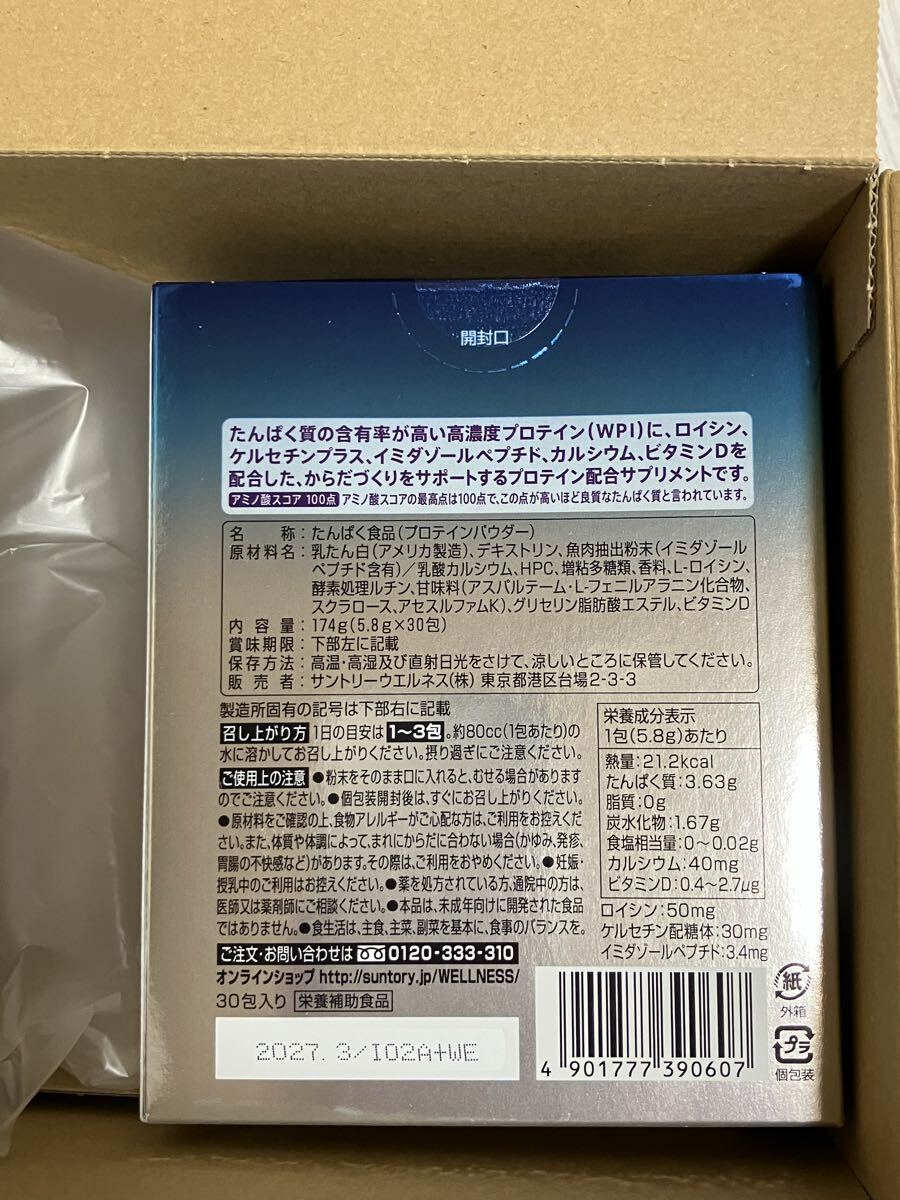 開封口
たんぱく質の含有率が高い高濃度プロテイン(WPI)に、ロイシン、
ケルセチンプラス、イミダゾールペプチド、カルシウム、ビタミンDを
配合した、からだづくりをサポートするプロテイン配合サプリメントです。
アミノ酸スコア 100点 アミノ酸スコアの最高点は100点で、この点が高いほど良質なたんぱく質と言われています。
名称:たんぱく食品(プロテインパウダー)
原材料名:乳たん白(アメリカ製造)、デキストリン、魚肉抽出粉末(イミダゾール
ペプチド含有)/乳酸カルシウム、HPC、増粘多糖類、香料、L-ロイシン、
酵素処理ルチン、甘味料(アスパルテーム・L-フェニルアラニン化合物、
スクラロース、アセスルファムK)、グリセリン脂肪酸エステル、ビタミンD
内容量:174g(5.8g×30包)
賞味期限:下部左に記載
保存方法:高温・高湿及び直射日光をさけて、涼しいところに保管してください。
販売者:サントリーウエルネス(株) 東京都港区台場2-3-3
製造所固有の記号は下部右に記載
召し上がり方 1日の目安は 1〜3包 。約80cc(1包あたり)の
水に溶かしてお召し上がりください。摂り過ぎにご注意ください。
ご使用上の注意 ●粉末をそのまま口に入れると、むせる場合があります
のでご注意ください。●個包装開封後は、すぐにお召し上がりください。
●原材料をご確認の上、食物アレルギーがご心配な方は、ご利用をお控えくだ
さい。また、体質や体調によって、まれにからだに合わない場合(かゆみ、発疹、
胃腸の不快感など)があります。その際は、ご利用をおやめください。●妊娠・
授乳中のご利用はお控えください。●薬を処方されている方、通院中の方は、
医師又は薬剤師にご相談ください。●本品は、未成年向けに開発された食品
ではありません。●食生活は、主食、主菜、副菜を基本に、食事のバランスを。
ご注文・お問い合わせは 0120-333-310
オンラインショップ http://suntory.jp/WELLNESS/
30包入り 栄養補助食品
2027. 3/I02A+WE
栄養成分表示
1包(5.8g)あたり
熱量:21.2kcal
たんぱく質:3.63g
脂質:0g
炭水化物:1.67g
食塩相当量:0〜0.02g
カルシウム:40mg
ビタミンD:0.4〜2.7μg
ロイシン:50mg
ケルセチン配糖体:30mg
イミダゾールペプチド:3.4mg
4 901777 390607
紙
外箱
プラ
個包装